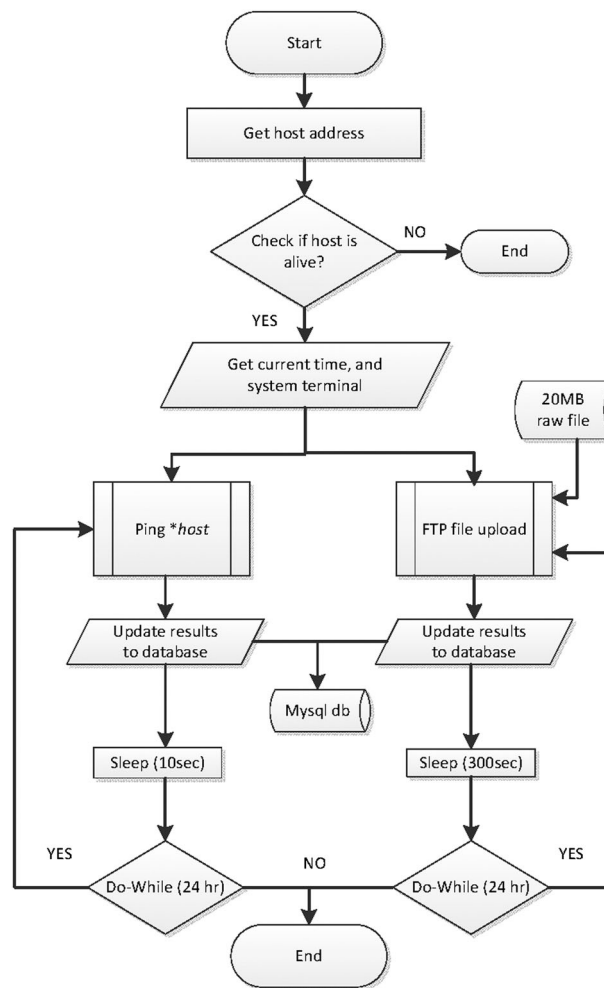 Start
Get host address
Check if host is
alive?
NO
End
YES
Get current time, and
system terminal
20MB
raw file
Ping *host
FTP file upload
Update results
to database
Update results
to database
Mysql db
Sleep (10sec)
Sleep (300sec)
YES
NO
YES
Do-While (24 hr)
Do-While (24 hr)
End